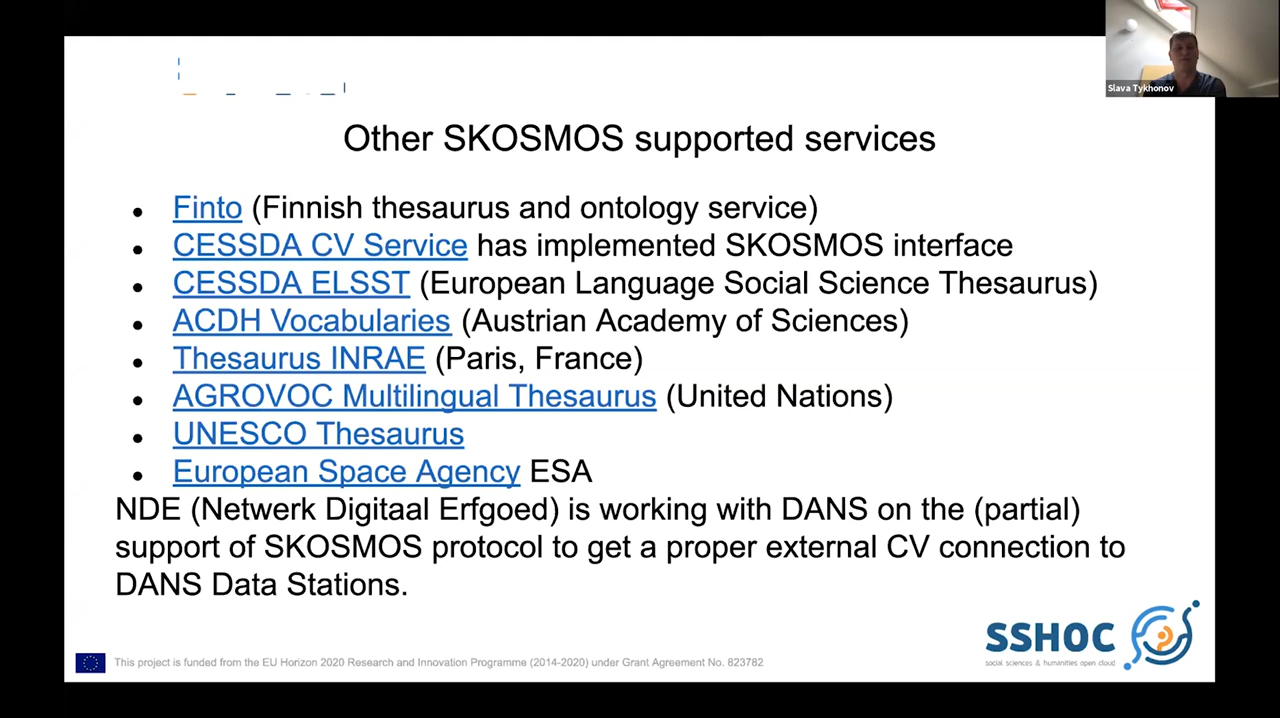 Slava Tykhonov
Other SKOSMOS supported services
● Finto (Finnish thesaurus and ontology service)
● CESSDA CV Service has implemented SKOSMOS interface
● CESSDA ELSST (European Language Social Science Thesaurus)
● ACDH Vocabularies (Austrian Academy of Sciences)
● Thesaurus INRAE (Paris, France)
● AGROVOC Multilingual Thesaurus (United Nations)
● UNESCO Thesaurus
● European Space Agency ESA
NDE (Netwerk Digitaal Erfgoed) is working with DANS on the (partial)
support of SKOSMOS protocol to get a proper external CV connection to
DANS Data Stations.
SSHOC
social sciences & humanities open cloud
This project is funded from the EU Horizon 2020 Research and Innovation Programme (2014-2020) under Grant Agreement No. 823782